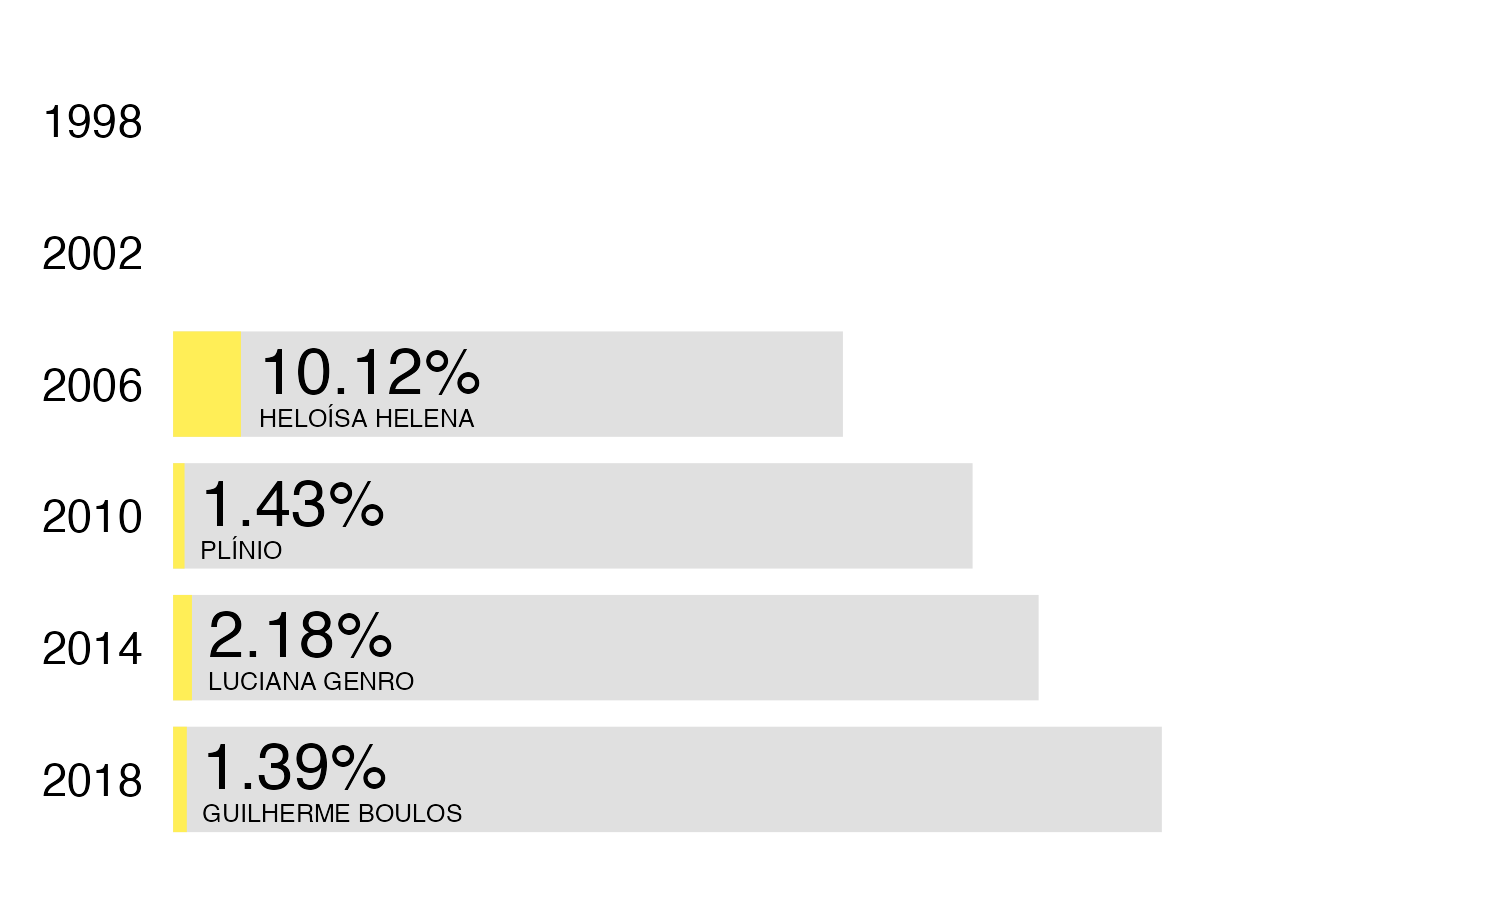 1998
2002
2006
10.12%
HELOÍSA HELENA
2010
1.43%
PLÍNIO
2014
2.18%
LUCIANA GENRO
2018
1.39%
GUILHERME BOULOS